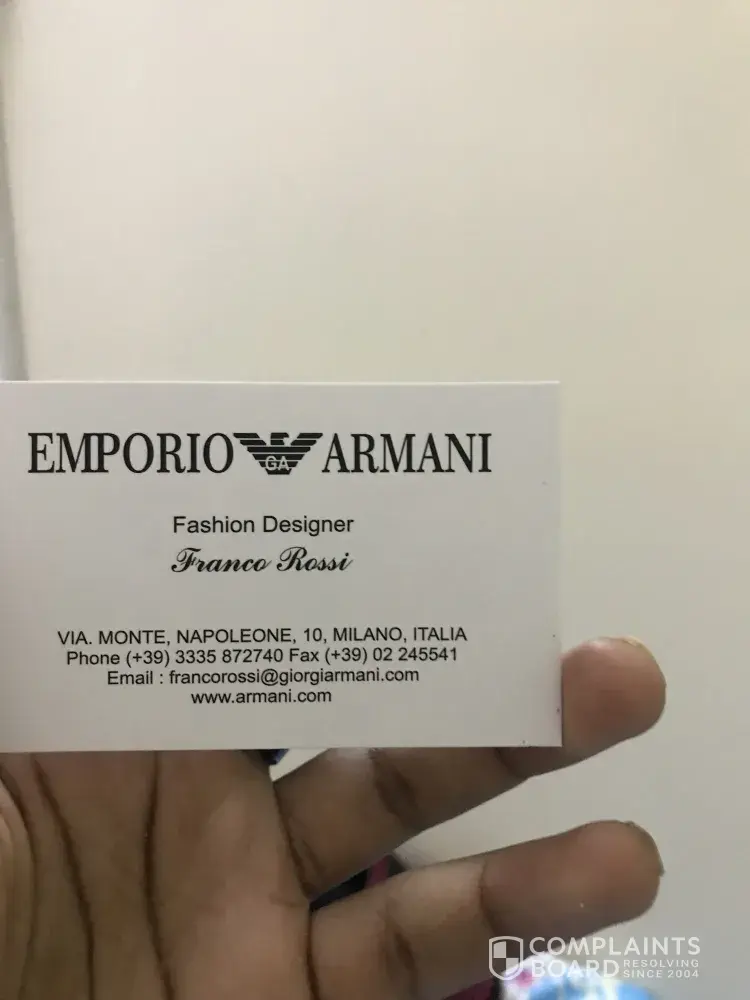 EMPORIO GA ARMANI
Fashion Designer
Franco Rossi
VIA. MONTE, NAPOLEONE, 10, MILANO, ITALIA
Phone (+39) 3335 872740 Fax (+39) 02 245541
Email : francorossi@giorgiarmani.com
www.armani.com
COMPLAINTS
BOARD RESOLVING
SINCE 2004